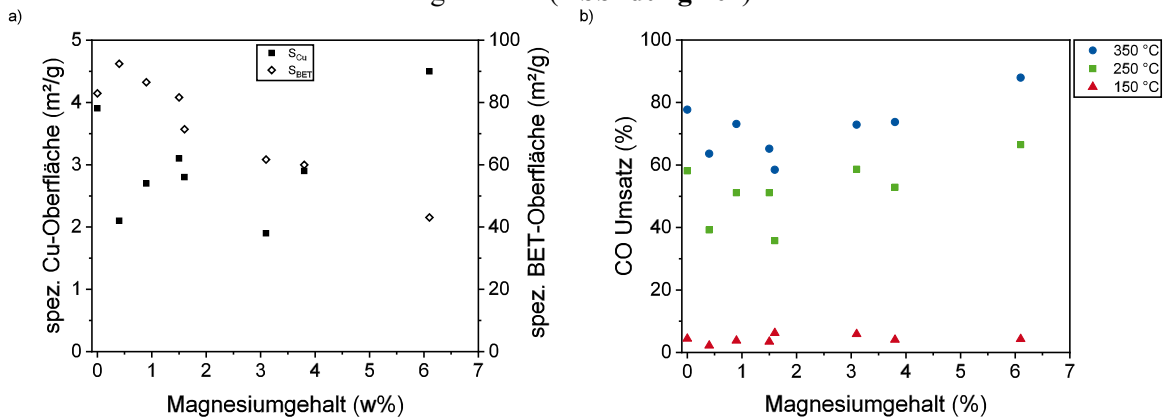 a)
spez. Cu-Oberfläche (m²/g)
5
4
3
2
1
0
S_Cu
S_BET
100
80
60
40
20
0
spez. BET-Oberfläche (m²/g)
0 1 2 3 4 5 6 7
Magnesiumgehalt (w%)
b)
CO Umsatz (%)
100
80
60
40
20
0
350 °C
250 °C
150 °C
0 1 2 3 4 5 6 7
Magnesiumgehalt (%)